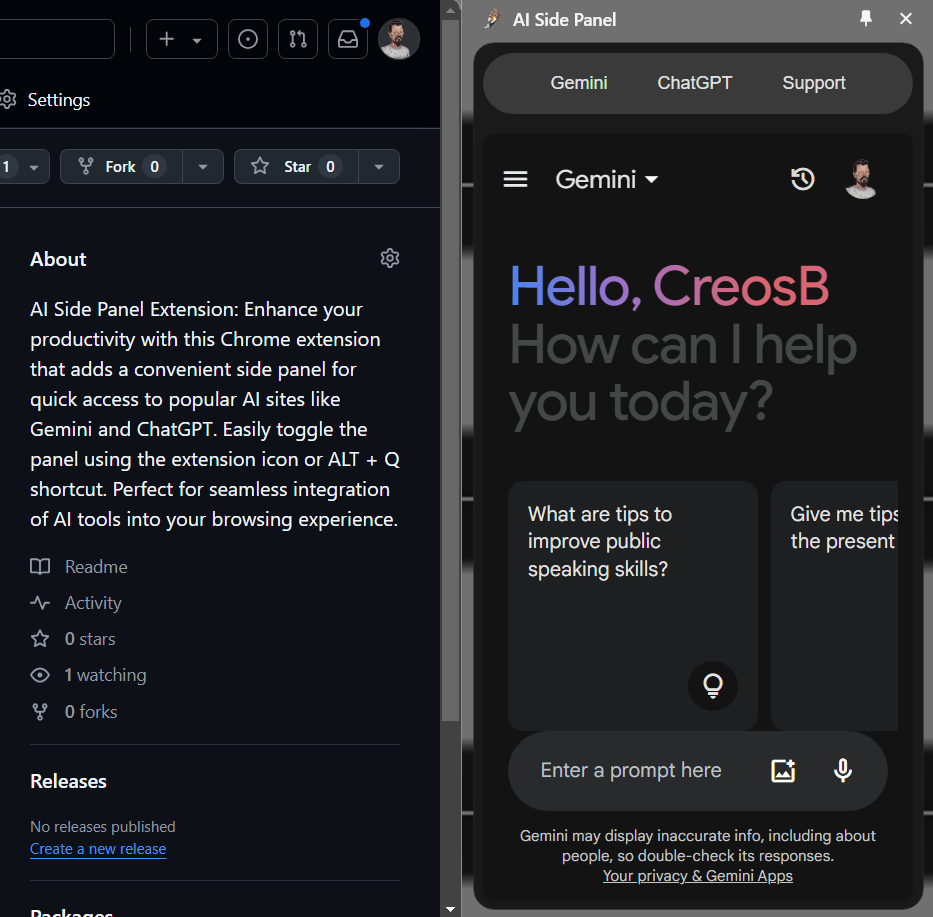 Settings
1
Fork 0
Star 0
About
AI Side Panel Extension: Enhance your
productivity with this Chrome extension
that adds a convenient side panel for
quick access to popular AI sites like
Gemini and ChatGPT. Easily toggle the
panel using the extension icon or ALT + Q
shortcut. Perfect for seamless integration
of AI tools into your browsing experience.
Readme
Activity
0 stars
1 watching
0 forks
Releases
No releases published
Create a new release
Packages
AI Side Panel
Gemini ChatGPT Support
Gemini
Hello, CreosB
How can I help
you today?
What are tips to
improve public
speaking skills?
Give me tips
the present
Enter a prompt here
Gemini may display inaccurate info, including about
people, so double-check its responses.
Your privacy & Gemini Apps